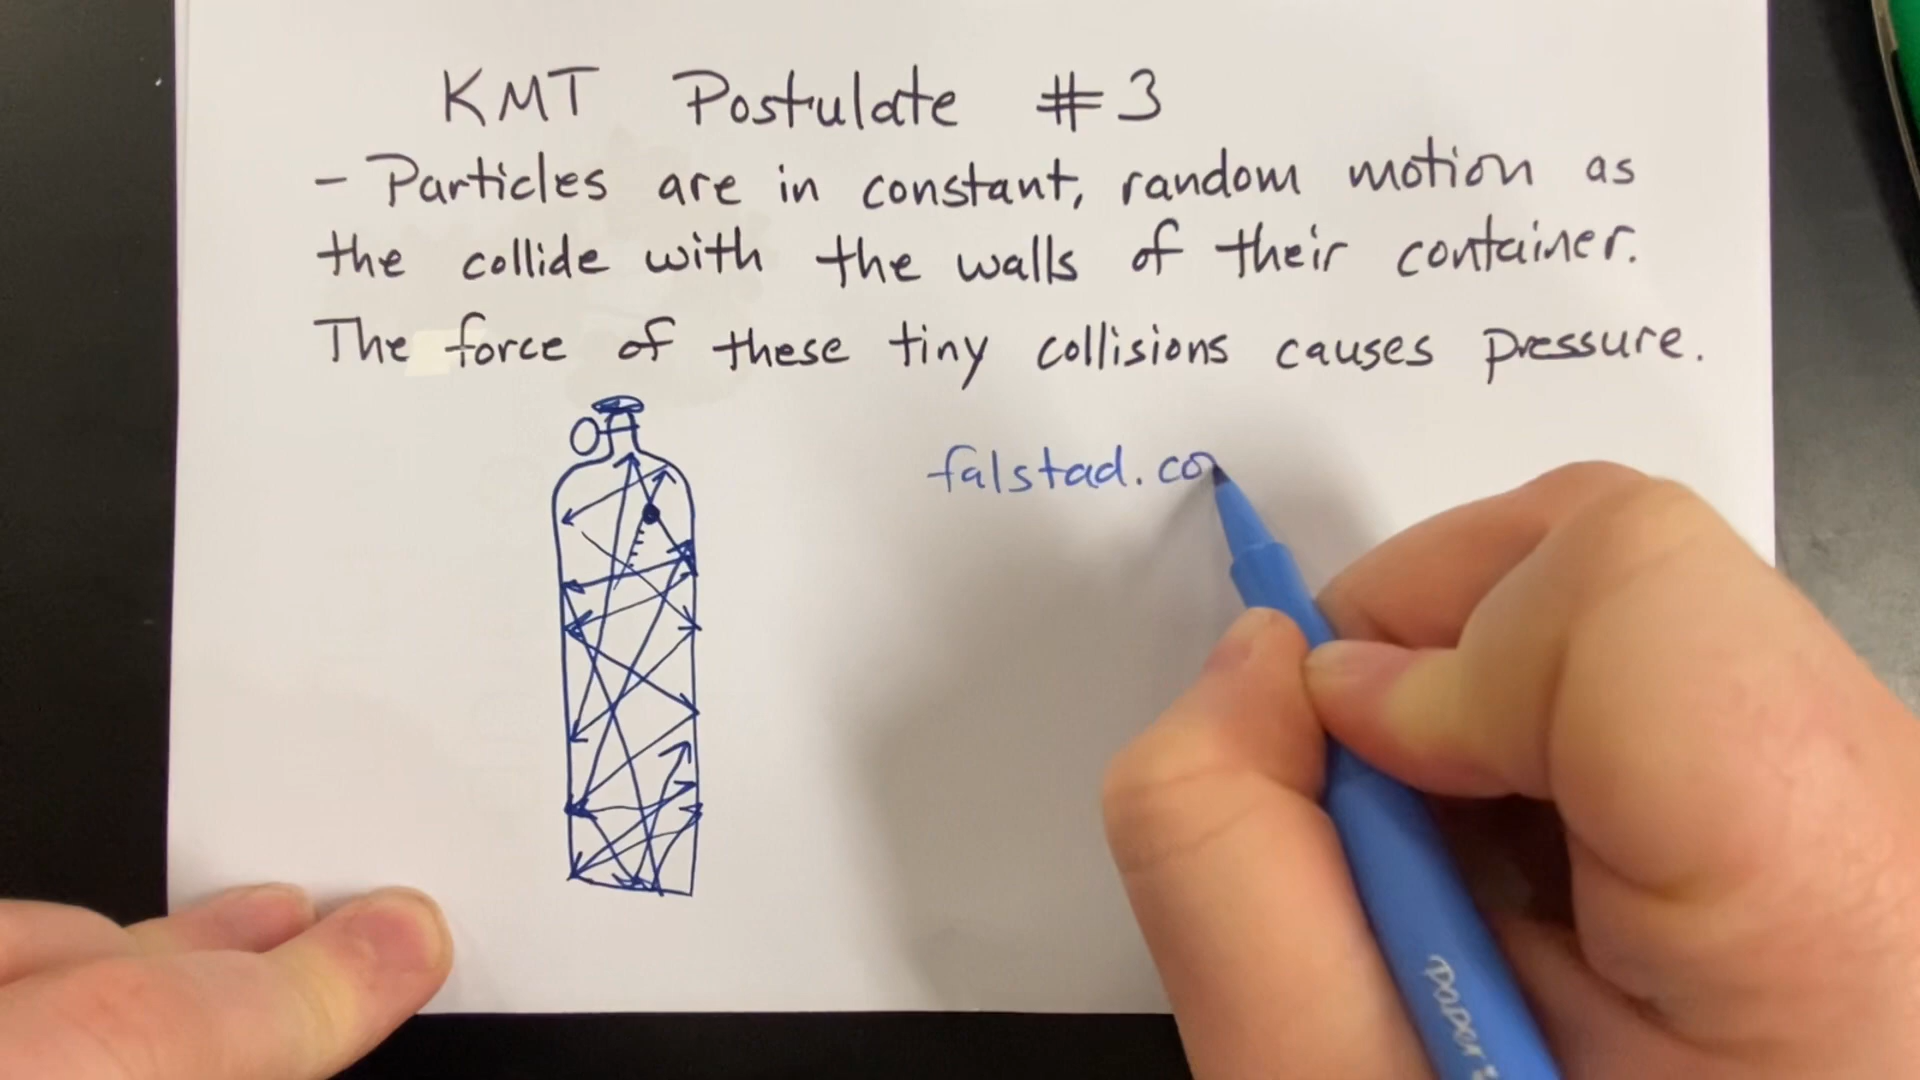 KMT Postulate #3
- Particles are in constant, random motion as
the collide with the walls of their container.
The force of these tiny collisions causes pressure.
falstad.co
paper